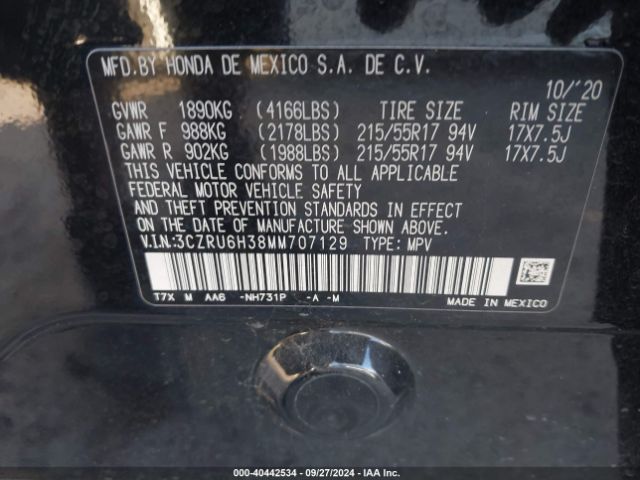 MFD.BY HONDA DE MEXICO S.A. DE C.V.
10/'20
GVWR 1890KG (4166LBS) TIRE SIZE RIM SIZE
GAWR F 988KG (2178LBS) 215/55R17 94V 17X7.5J
GAWR R 902KG (1988LBS) 215/55R17 94V 17X7.5J
THIS VEHICLE CONFORMS TO ALL APPLICABLE
FEDERAL MOTOR VEHICLE SAFETY
AND THEFT PREVENTION STANDARDS IN EFFECT
ON THE DATE OF MANUFACTURE SHOWN ABOVE.
V.I.N.:3CZRU6H38MM707129 TYPE: MPV
T7X M AA6 -NH731P -A -M MADE IN MEXICO
000-40442534 - 09/27/2024 - IAA Inc.